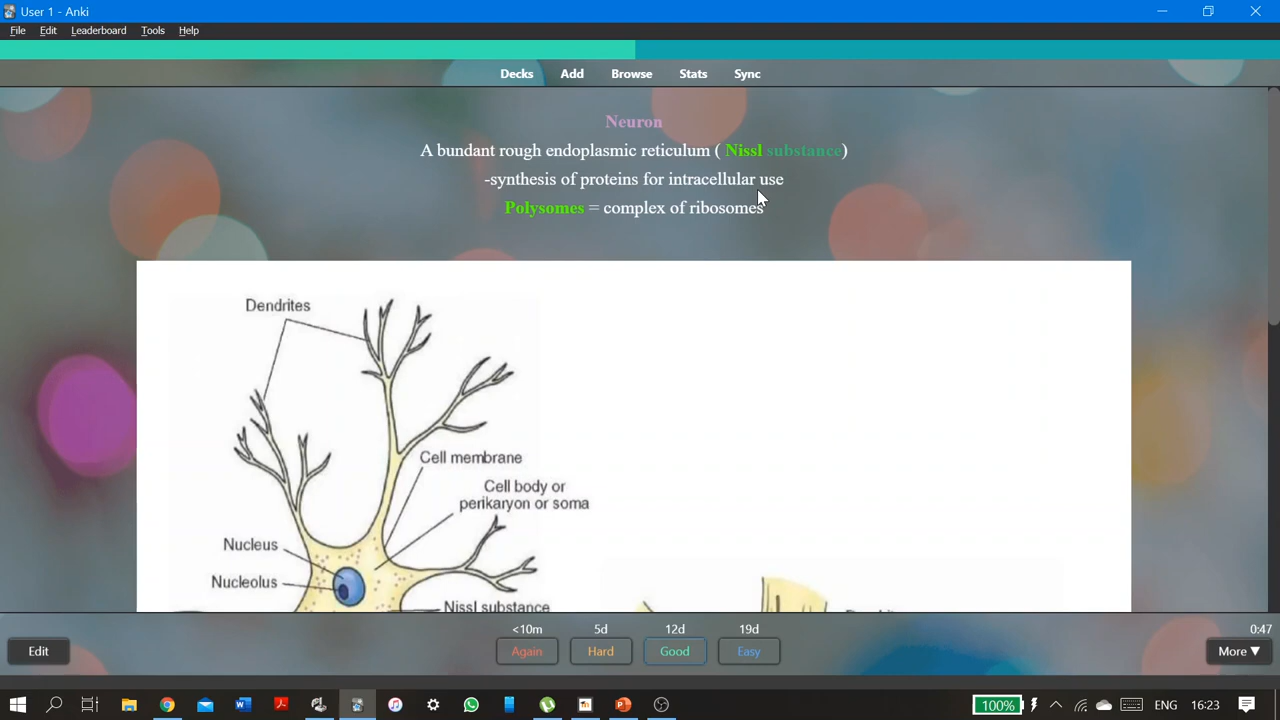 User 1 - Anki
File Edit Leaderboard Tools Help
Decks Add Browse Stats Sync
Neuron
A bundant rough endoplasmic reticulum ( Nissl substance)
-synthesis of proteins for intracellular use
Polysomes = complex of ribosomes
Dendrites
Cell membrane
Cell body or
perikaryon or soma
Nucleus
Nucleolus
Nissl substance
<10m 5d 12d 19d 0:47
Edit Again Hard Good Easy More ▼
100% ENG 16:23